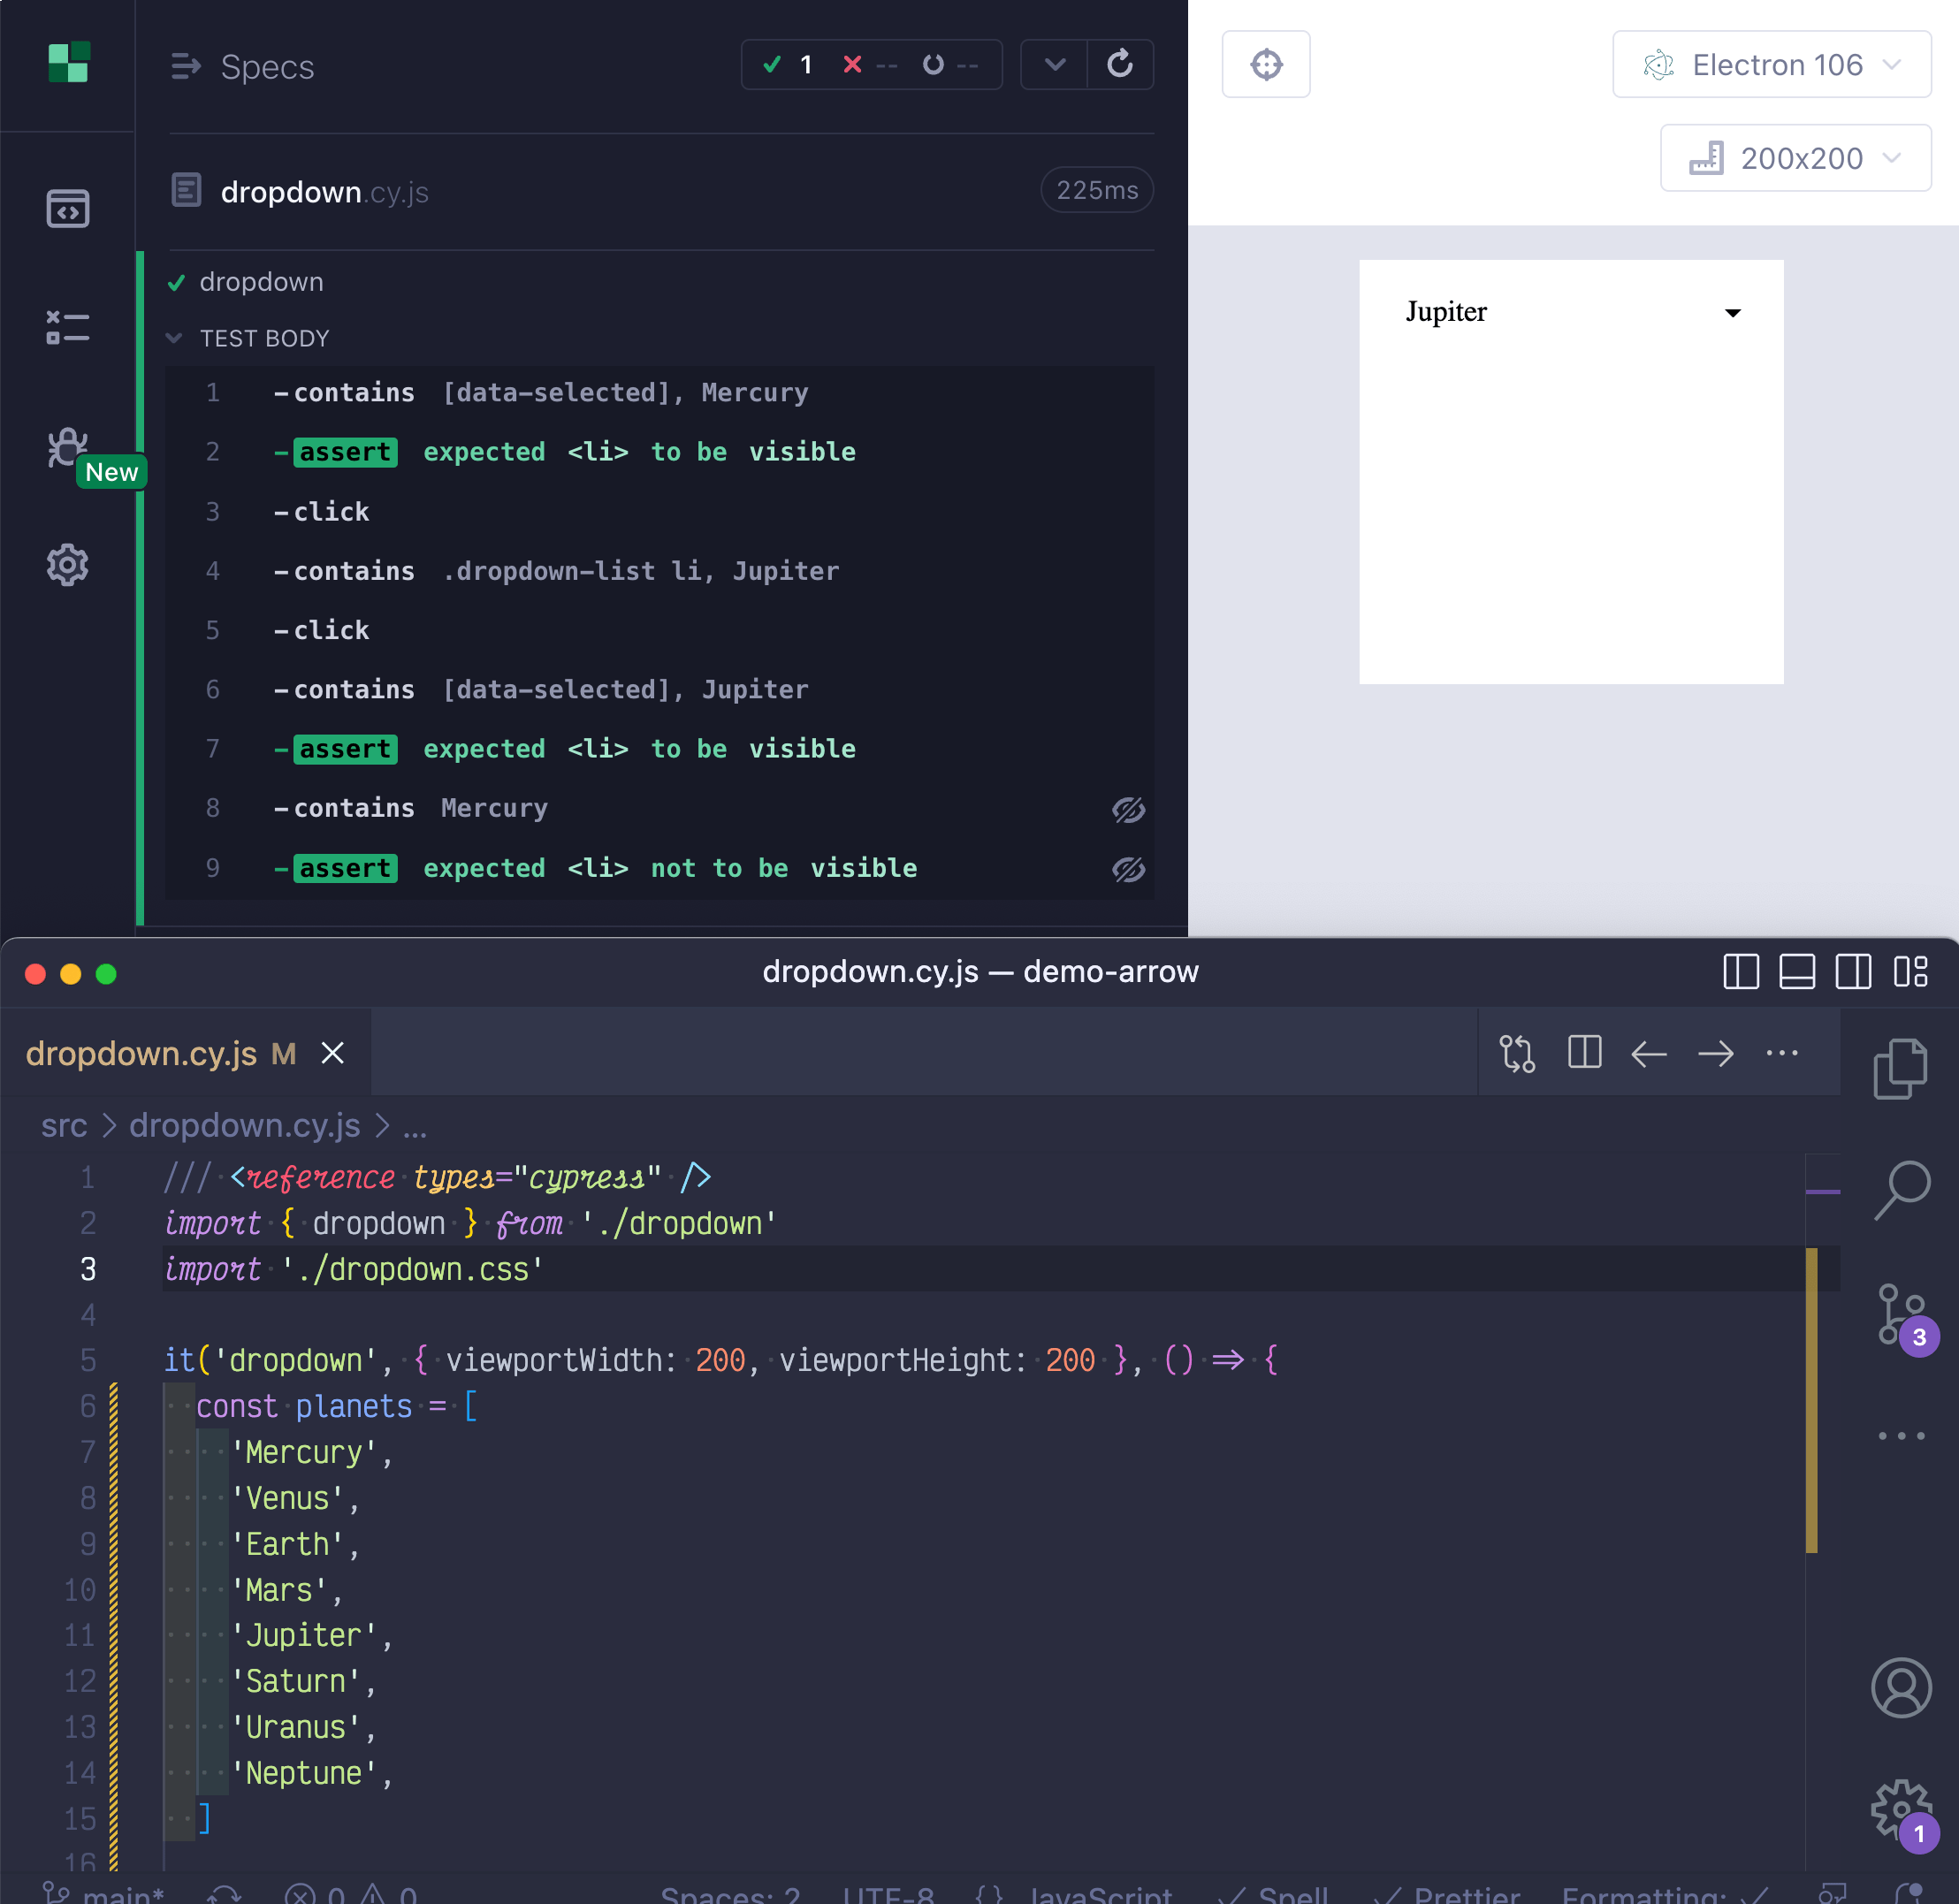 Specs
1 -- --
Electron 106
200x200
dropdown.cy.js
225ms
Jupiter
dropdown
TEST BODY
1 -contains [data-selected], Mercury
2 -assert expected <li> to be visible
New
3 -click
4 -contains .dropdown-list li, Jupiter
5 -click
6 -contains [data-selected], Jupiter
7 -assert expected <li> to be visible
8 -contains Mercury
9 -assert expected <li> not to be visible
dropdown.cy.js — demo-arrow
dropdown.cy.js M
src > dropdown.cy.js > ...
1 /// <reference types="cypress" />
2 import { dropdown } from './dropdown'
3 import './dropdown.css'
4
5 it('dropdown', { viewportWidth: 200, viewportHeight: 200 }, () => {
6 const planets = [
7 'Mercury',
8 'Venus',
9 'Earth',
10 'Mars',
11 'Jupiter',
12 'Saturn',
13 'Uranus',
14 'Neptune',
15 ]
16
3
1
main* 0 0 Spaces: 2 UTF-8 {} JavaScript Spell Prettier Formatting: